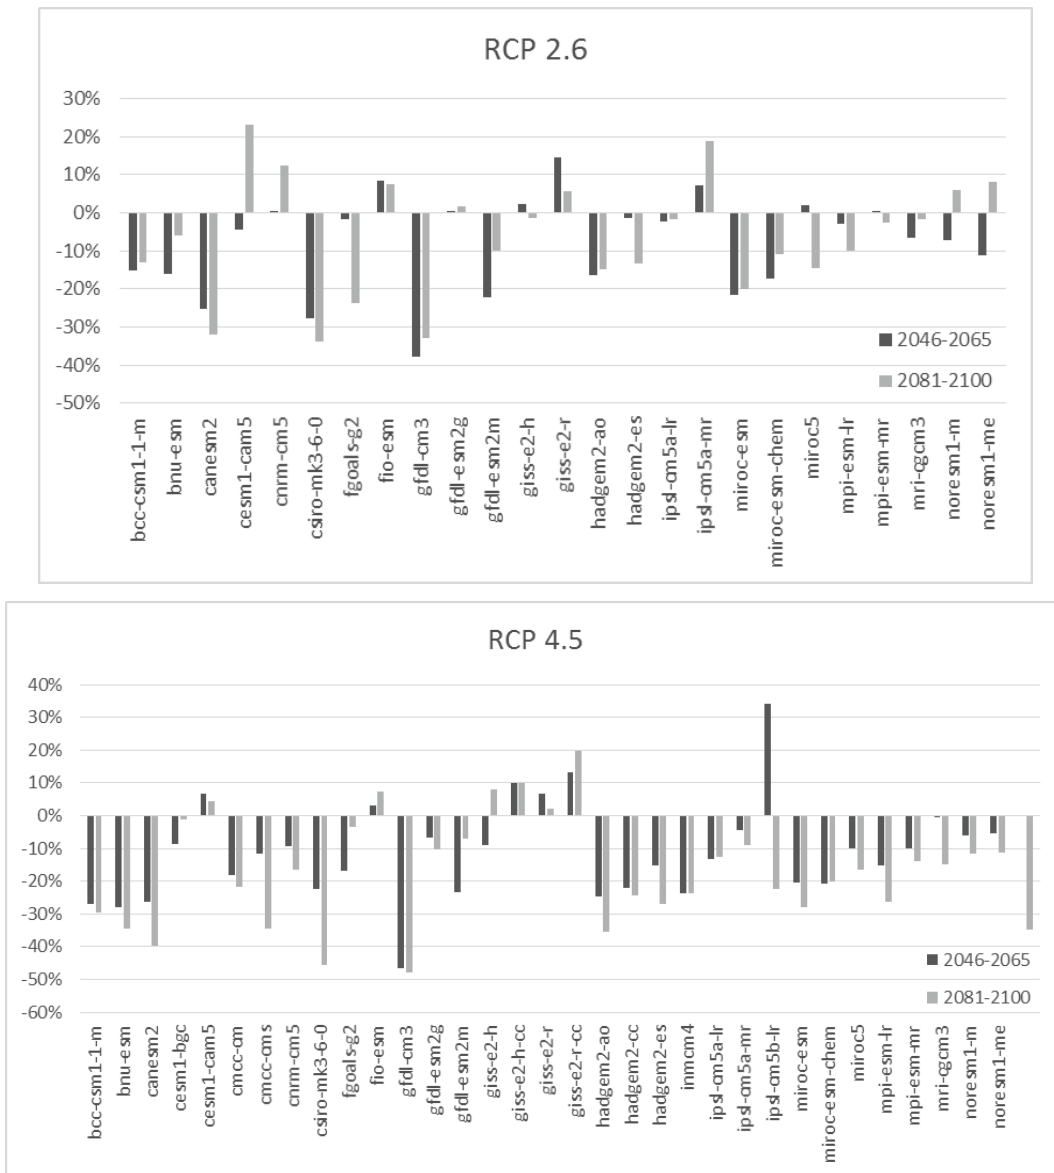 RCP 2.6
30%
20%
10%
0%
-10%
-20%
-30%
-40%
-50%
2046-2065
2081-2100
bcc-csm1-1-m
bnu-esm
canesm2
cesm1-cam5
cnrm-cm5
csiro-mk3-6-0
fgoals-g2
fio-esm
gfdl-cm3
gfdl-esm2g
gfdl-esm2m
giss-e2-h
giss-e2-r
hadgem2-ao
hadgem2-es
ipsl-cm5a-lr
ipsl-cm5a-mr
miroc-esm
miroc-esm-chem
miroc5
mpi-esm-lr
mpi-esm-mr
mri-cgcm3
noresm1-m
noresm1-me
RCP 4.5
40%
30%
20%
10%
0%
-10%
-20%
-30%
-40%
-50%
-60%
2046-2065
2081-2100
bcc-csm1-1-m
bnu-esm
canesm2
cesm1-bgc
cesm1-cam5
cmcc-cm
cmcc-cms
cnrm-cm5
csiro-mk3-6-0
fgoals-g2
fio-esm
gfdl-cm3
gfdl-esm2g
gfdl-esm2m
giss-e2-h
giss-e2-h-cc
giss-e2-r
giss-e2-r-cc
hadgem2-ao
hadgem2-cc
hadgem2-es
inmcm4
ipsl-cm5a-lr
ipsl-cm5a-mr
ipsl-cm5b-lr
miroc-esm
miroc-esm-chem
miroc5
mpi-esm-lr
mpi-esm-mr
mri-cgcm3
noresm1-m
noresm1-me